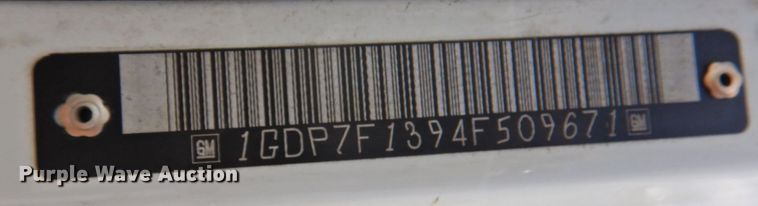 GM 1GDP7F1394F509671 GM
Purple Wave Auction